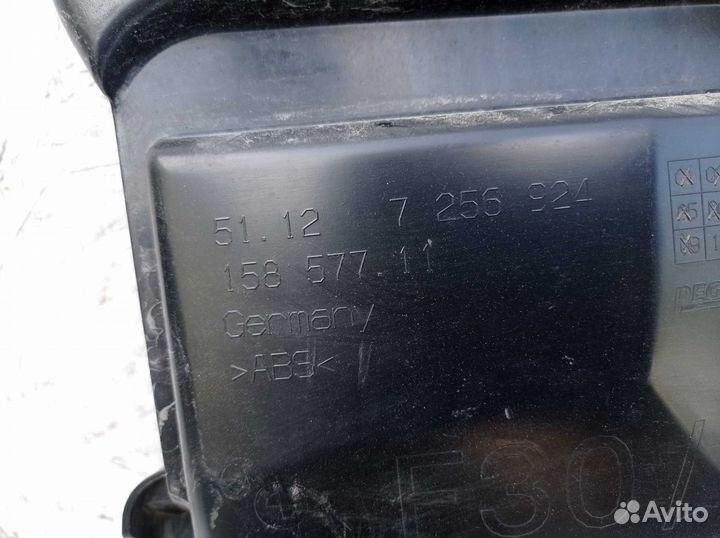 51.12 7 256 924
158 577.11
Germany
>ABS<
F30/
Avito